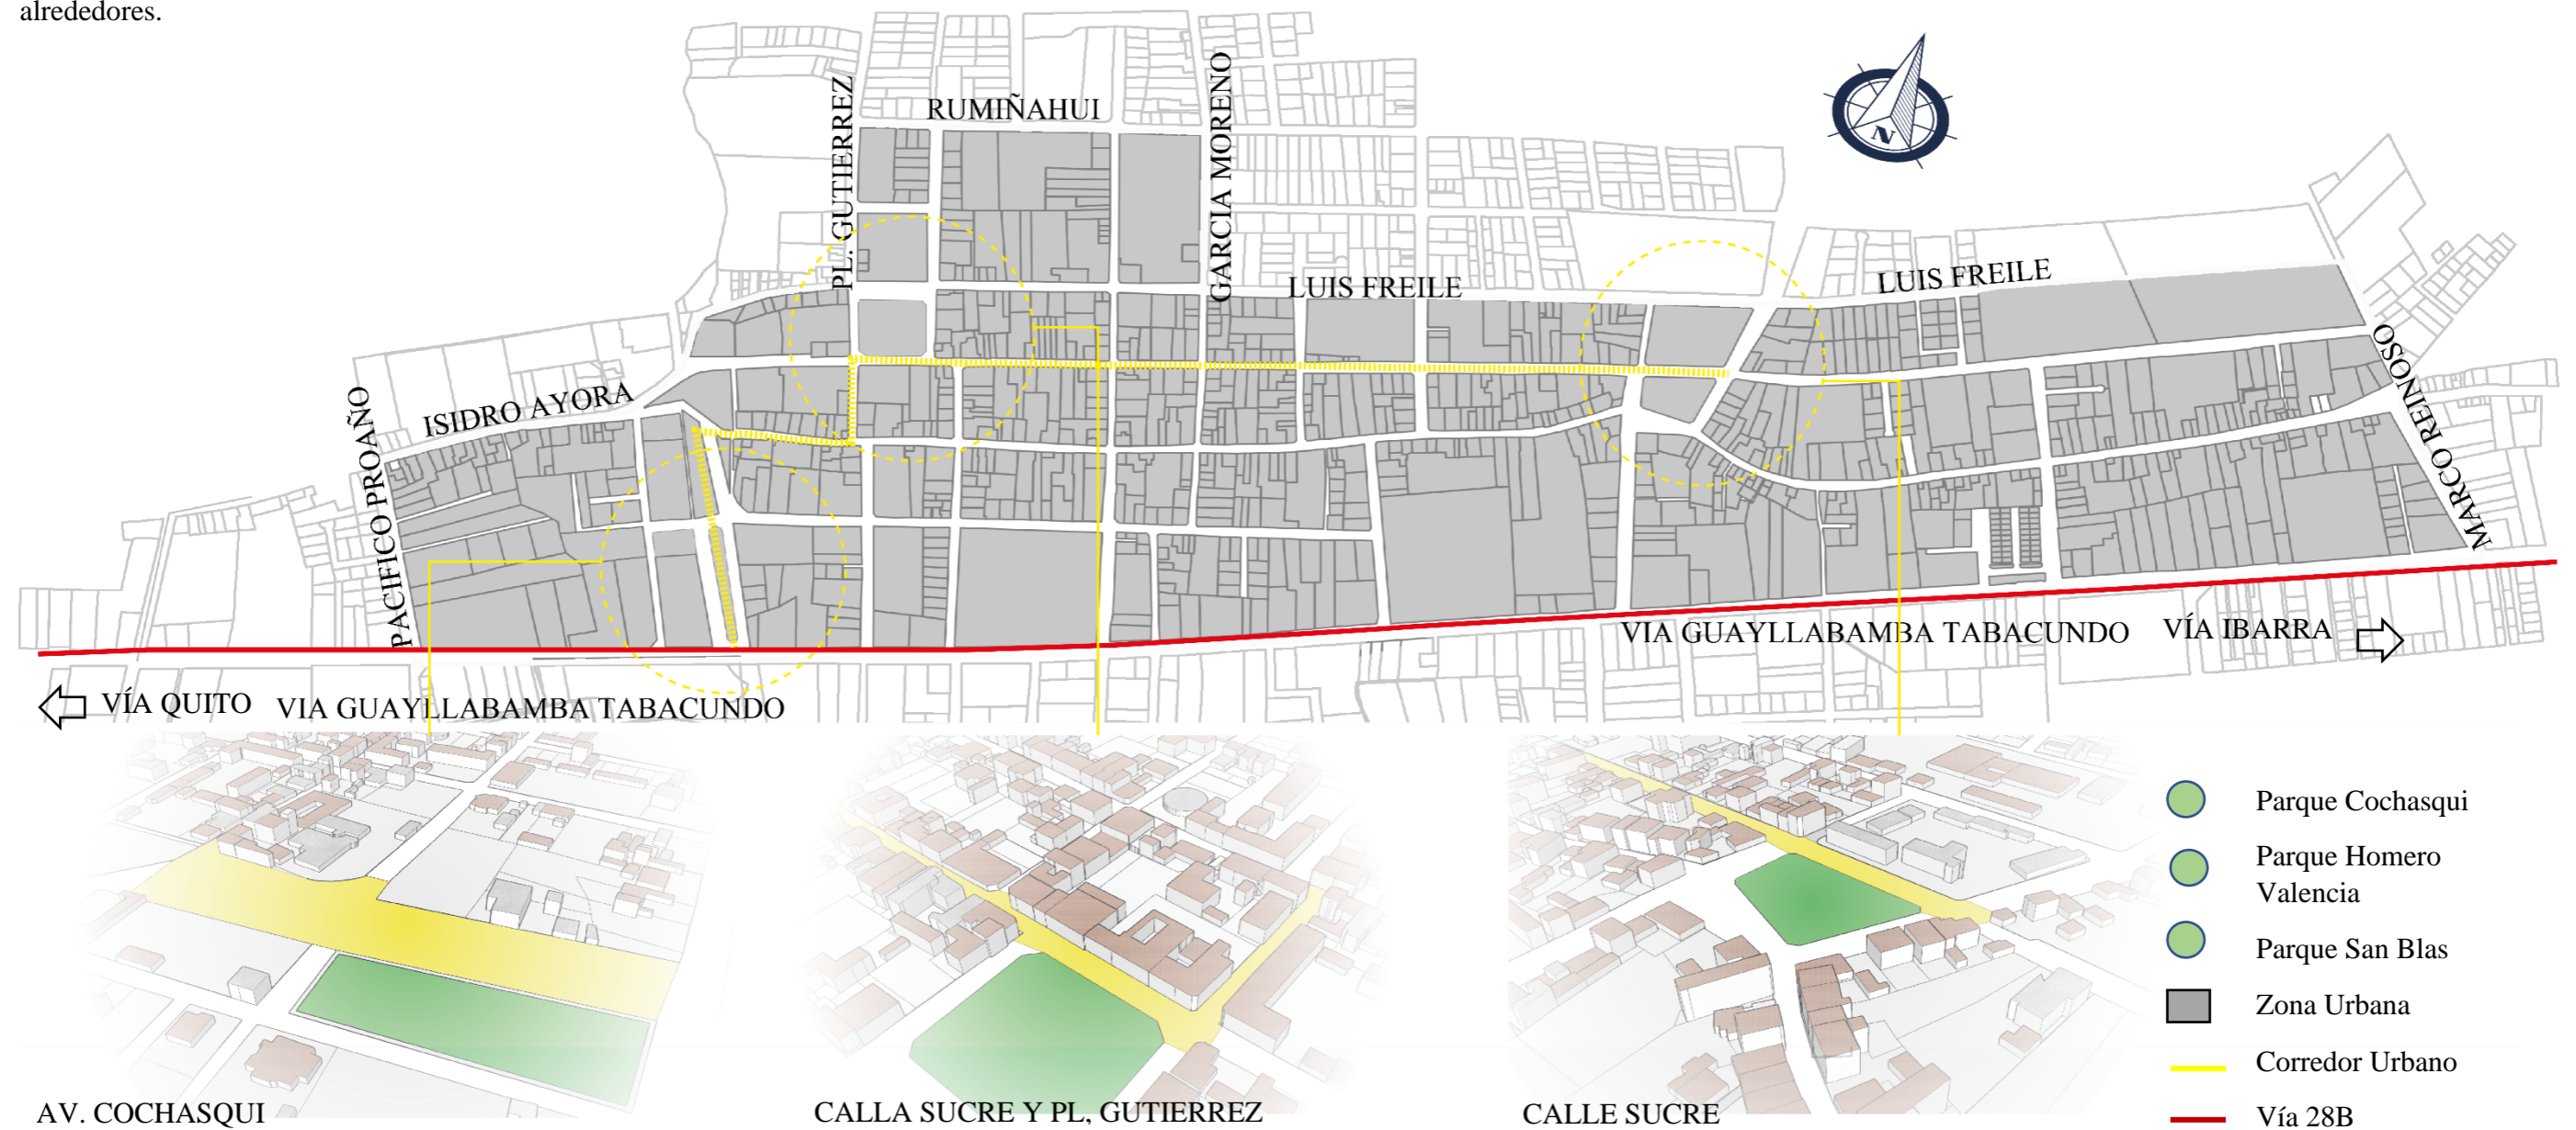 alrededores.
RUMIÑAHUI
PL. GUTIERREZ
GARCIA MORENO
N
LUIS FREILE
LUIS FREILE
ISIDRO AYORA
PACIFICO PROAÑO
MARCO REINOSO
VIA GUAYLLABAMBA TABACUNDO
VÍA IBARRA
VÍA QUITO
VIA GUAYLLABAMBA TABACUNDO
AV. COCHASQUI
CALLA SUCRE Y PL, GUTIERREZ
CALLE SUCRE
Parque Cochasqui
Parque Homero
Valencia
Parque San Blas
Zona Urbana
Corredor Urbano
Vía 28B